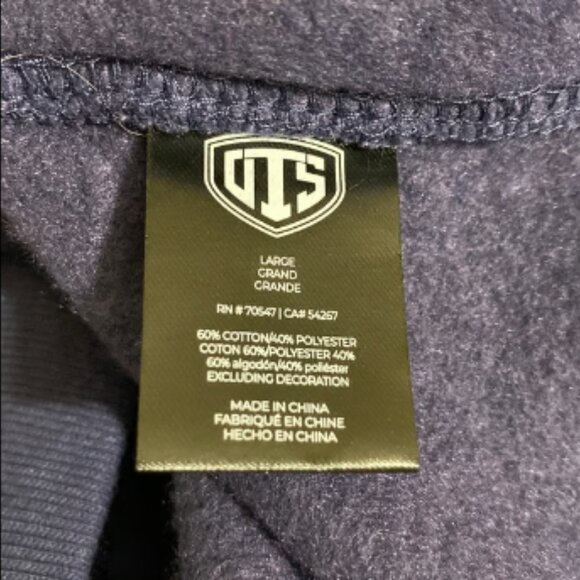 OTS
LARGE
GRAND
GRANDE
RN # 70547 | CA# 54267
60% COTTON/40% POLYESTER
COTON 60%/POLYESTER 40%
60% algodón/40% poliéster
EXCLUDING DECORATION
MADE IN CHINA
FABRIQUÉ EN CHINE
HECHO EN CHINA